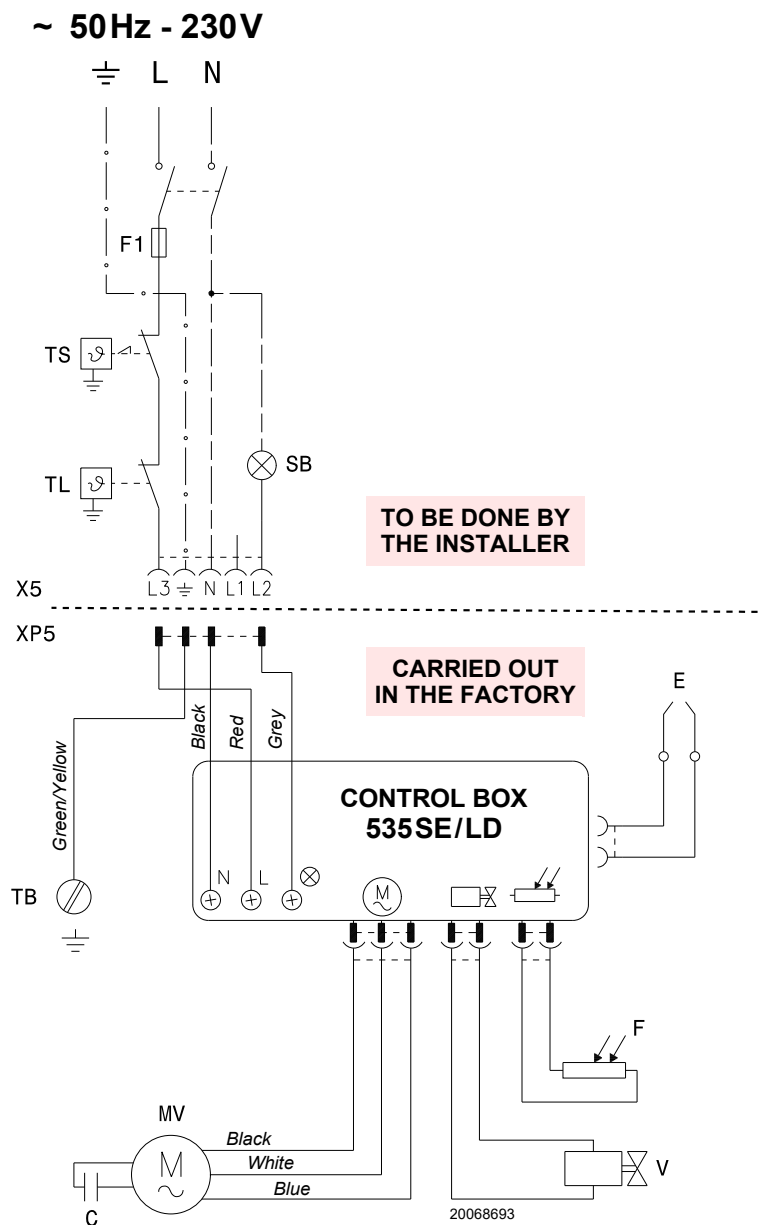 ~ 50Hz - 230V
L N
F1
TS
TL
SB
TO BE DONE BY
THE INSTALLER
X5
L3 N L1 L2
XP5
CARRIED OUT
IN THE FACTORY
E
Black
Red
Grey
Green/Yellow
CONTROL BOX
535SE/LD
N L
M
TB
F
MV
Black
White
Blue
M
C
V
20068693